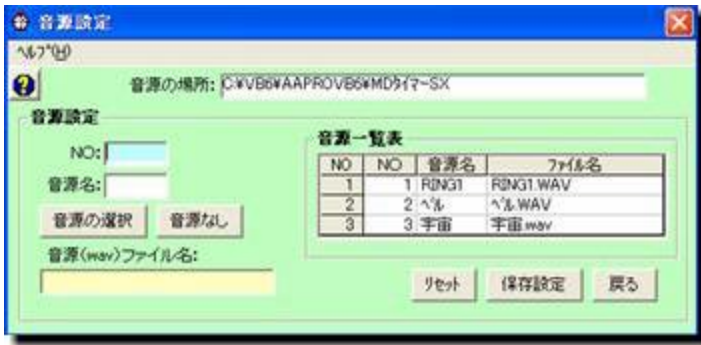 音源設定
ﾍﾙﾌﾟ(H)
音源の場所: C:¥VB6¥AAPROVB6¥MDﾀｲﾏｰSX
音源設定
NO:
音源名:
音源の選択 音源なし
音源(wav)ファイル名:
音源一覧表
NO NO 音源名 ﾌｧｲﾙ名
1 1 RING1 RING1.WAV
2 2 ﾍﾞﾙ ﾍﾞﾙ.WAV
3 3 宇宙 宇宙.wav
ﾘｾｯﾄ 保存設定 戻る